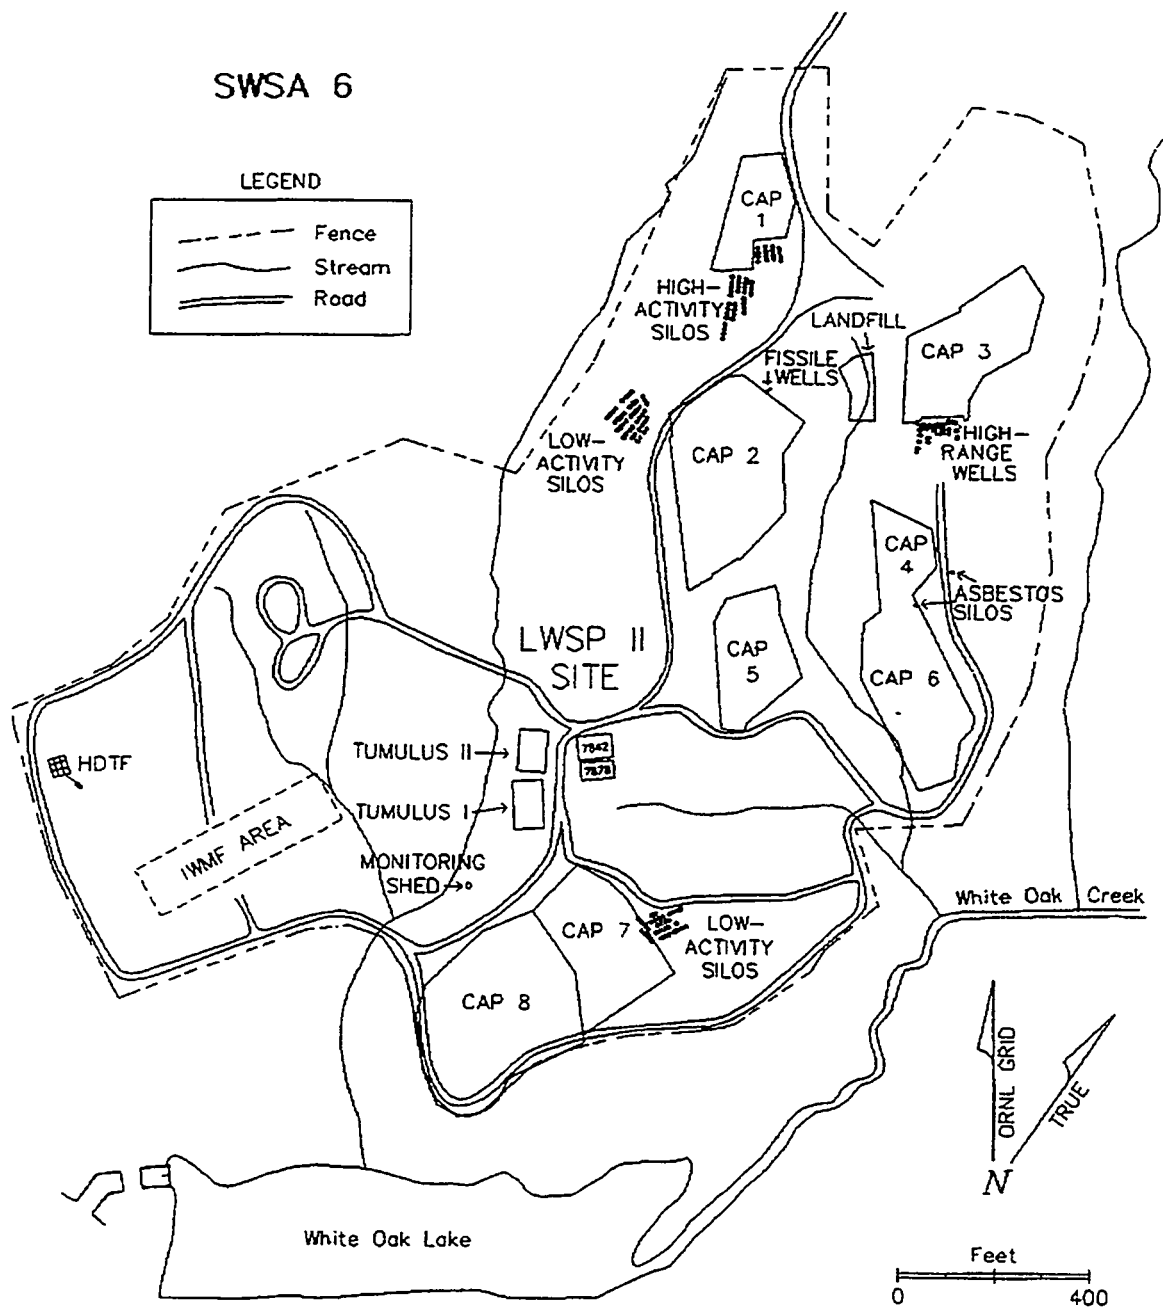 SWSA 6
LEGEND
Fence
Stream
Road
CAP
1
HIGH-
ACTIVITY
SILOS
LANDFILL
CAP 3
FISSILE
WELLS
LOW-
ACTIVITY
SILOS
CAP 2
HIGH-
RANGE
WELLS
CAP
4
ASBESTOS
SILOS
LWSP II
SITE
CAP
5
CAP 6
HDTF
TUMULUS II
7842
7878
TUMULUS I
IWMF AREA
MONITORING
SHED
White Oak Creek
CAP 7
LOW-
ACTIVITY
SILOS
CAP 8
ORNL GRID
TRUE
N
White Oak Lake
Feet
0 400